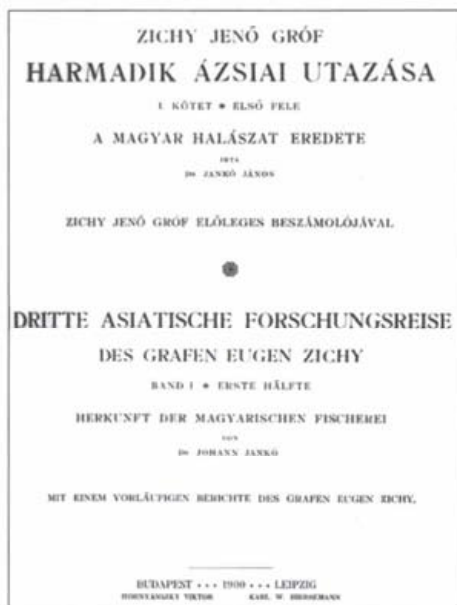 ZICHY JENŐ GRÓF
HARMADIK ÁZSIAI UTAZÁSA
I. KÖTET * ELSŐ FELE
A MAGYAR HALÁSZAT EREDETE
IRTA
Dr JANKÓ JÁNOS
ZICHY JENŐ GRÓF ELŐLEGES BESZÁMOLÓJÁVAL
DRITTE ASIATISCHE FORSCHUNGSREISE
DES GRAFEN EUGEN ZICHY
BAND I * ERSTE HÄLFTE
HERKUNFT DER MAGYARISCHEN FISCHEREI
VON
Dr JOHANN JANKÓ
MIT EINEM VORLÄUFIGEN BERICHTE DES GRAFEN EUGEN ZICHY.
BUDAPEST • • • 1900 • • • LEIPZIG
HORNYÁNSZKY VIKTOR KARL W. HIERSEMANN